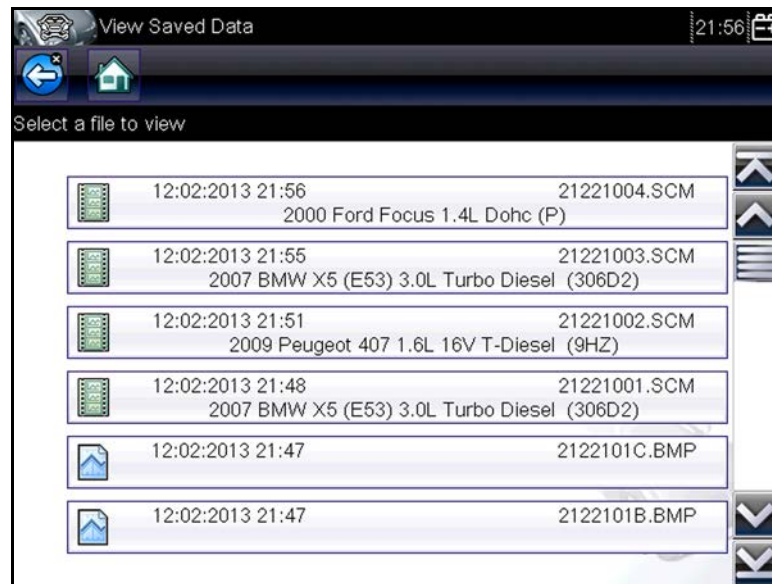 View Saved Data 21:56
Select a file to view
12:02:2013 21:56 21221004.SCM
2000 Ford Focus 1.4L Dohc (P)
12:02:2013 21:55 21221003.SCM
2007 BMW X5 (E53) 3.0L Turbo Diesel (306D2)
12:02:2013 21:51 21221002.SCM
2009 Peugeot 407 1.6L 16V T-Diesel (9HZ)
12:02:2013 21:48 21221001.SCM
2007 BMW X5 (E53) 3.0L Turbo Diesel (306D2)
12:02:2013 21:47 2122101C.BMP
12:02:2013 21:47 2122101B.BMP